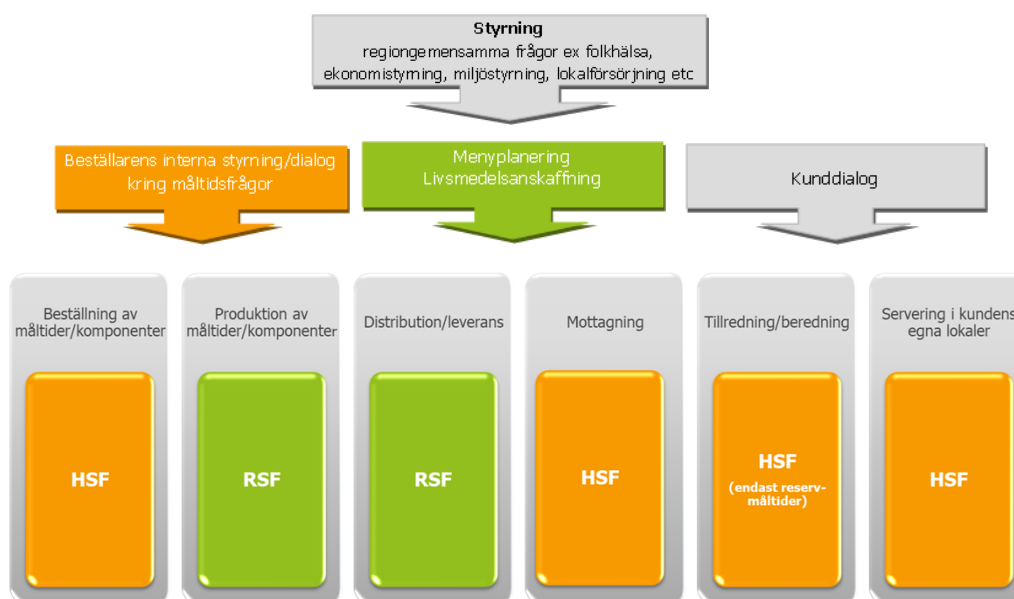 Styrning
regiongemensamma frågor ex folkhälsa,
ekonomistyrning, miljöstyrning, lokalförsörjning etc
Beställarens interna styrning/dialog
kring måltidsfrågor
Menyplanering
Livsmedelsanskaffning
Kunddialog
Beställning av
måltider/komponenter
HSF
Produktion av
måltider/komponenter
RSF
Distribution/leverans
RSF
Mottagning
HSF
Tillredning/beredning
HSF
(endast reserv-
måltider)
Servering i kundens
egna lokaler
HSF